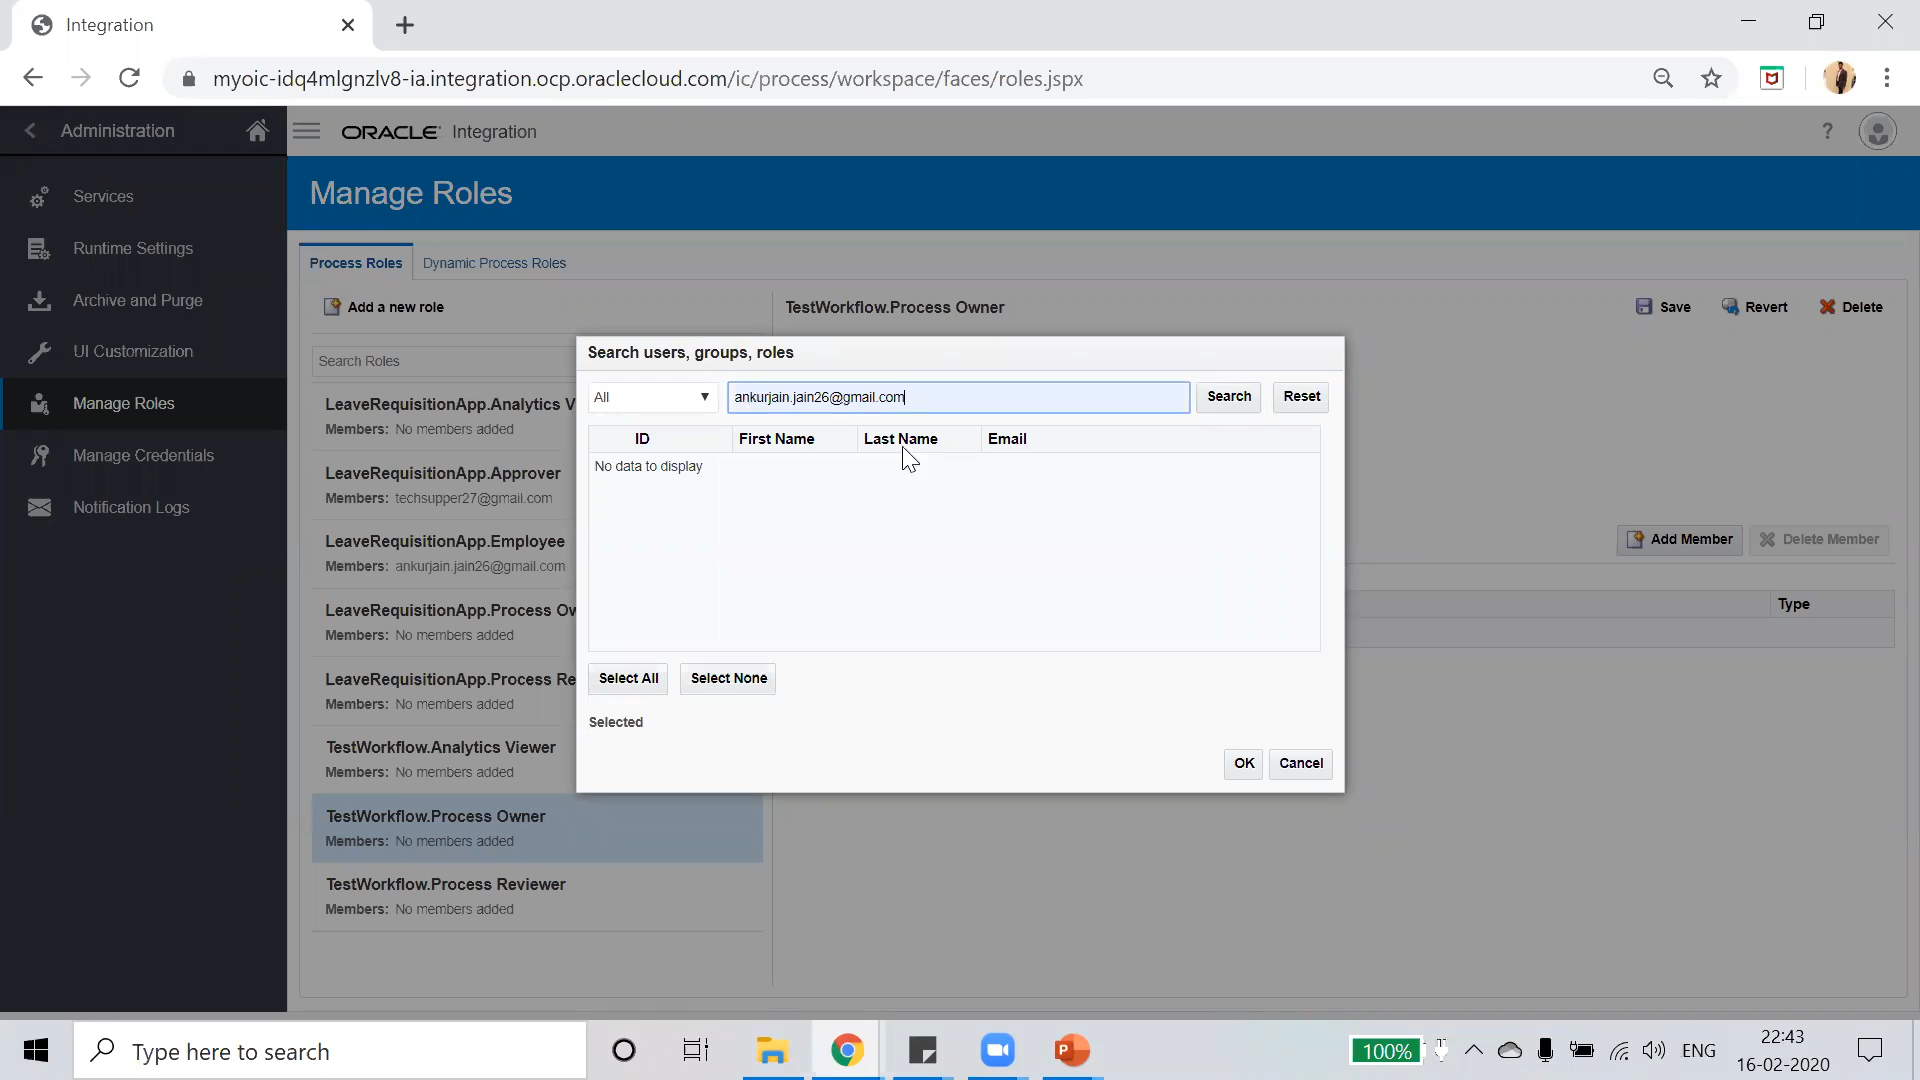 Integration
myoic-idq4mlgnzlv8-ia.integration.ocp.oraclecloud.com/ic/process/workspace/faces/roles.jspx
Administration
ORACLE Integration
?
Services
Runtime Settings
Archive and Purge
UI Customization
Manage Roles
Manage Credentials
Notification Logs
Manage Roles
Process Roles
Dynamic Process Roles
Add a new role
Search Roles
LeaveRequisitionApp.Analytics V
Members: No members added
LeaveRequisitionApp.Approver
Members: techsupper27@gmail.com
LeaveRequisitionApp.Employee
Members: ankurjain.jain26@gmail.com
LeaveRequisitionApp.Process Ow
Members: No members added
LeaveRequisitionApp.Process Re
Members: No members added
TestWorkflow.Analytics Viewer
Members: No members added
TestWorkflow.Process Owner
Members: No members added
TestWorkflow.Process Reviewer
Members: No members added
TestWorkflow.Process Owner
Save
Revert
Delete
Add Member
Delete Member
Type
Search users, groups, roles
All
ankurjain.jain26@gmail.com
Search
Reset
ID First Name Last Name Email
No data to display
Select All
Select None
Selected
OK
Cancel
Type here to search
100%
ENG
22:43
16-02-2020